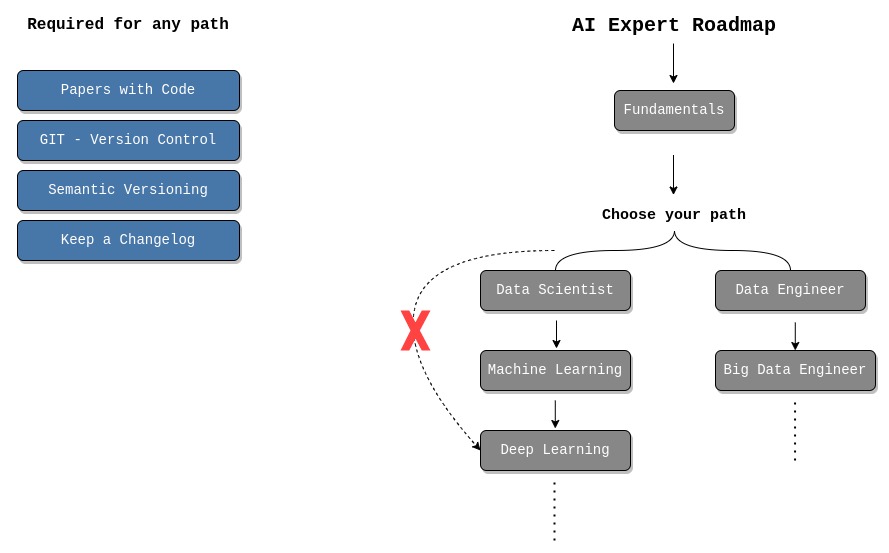 Required for any path
Papers with Code
GIT - Version Control
Semantic Versioning
Keep a Changelog
AI Expert Roadmap
Fundamentals
Choose your path
Data Scientist
Data Engineer
Machine Learning
Big Data Engineer
X
Deep Learning